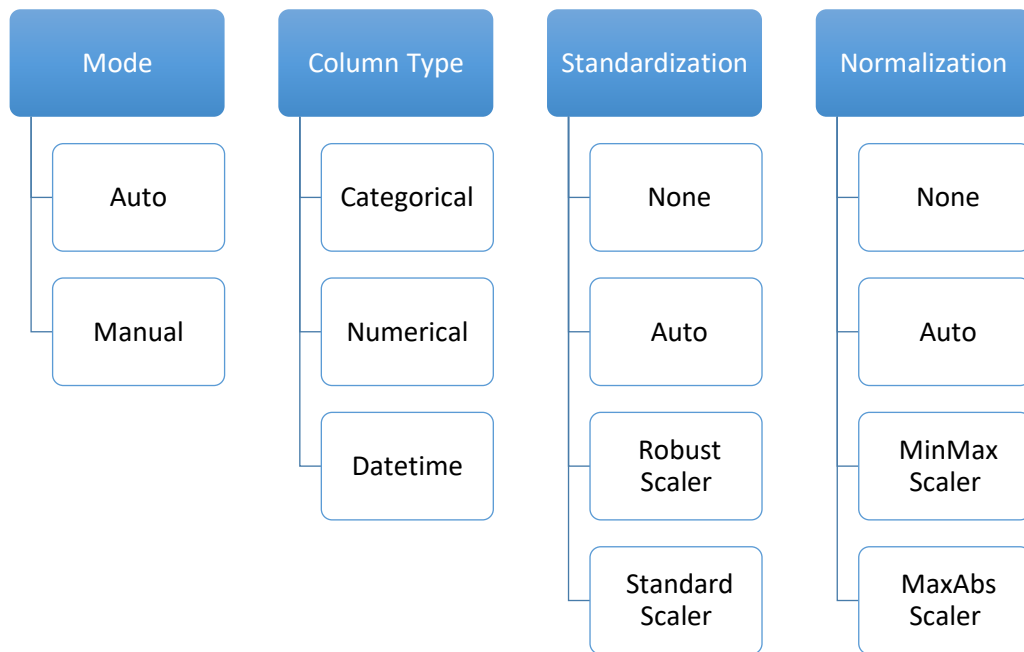 Mode
Auto
Manual
Column Type
Categorical
Numerical
Datetime
Standardization
None
Auto
Robust
Scaler
Standard
Scaler
Normalization
None
Auto
MinMax
Scaler
MaxAbs
Scaler